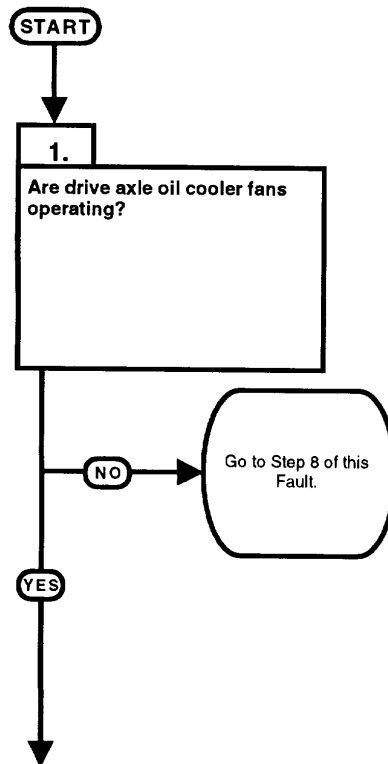 START
1.
Are drive axle oil cooler fans
operating?
NO
Go to Step 8 of this
Fault.
YES